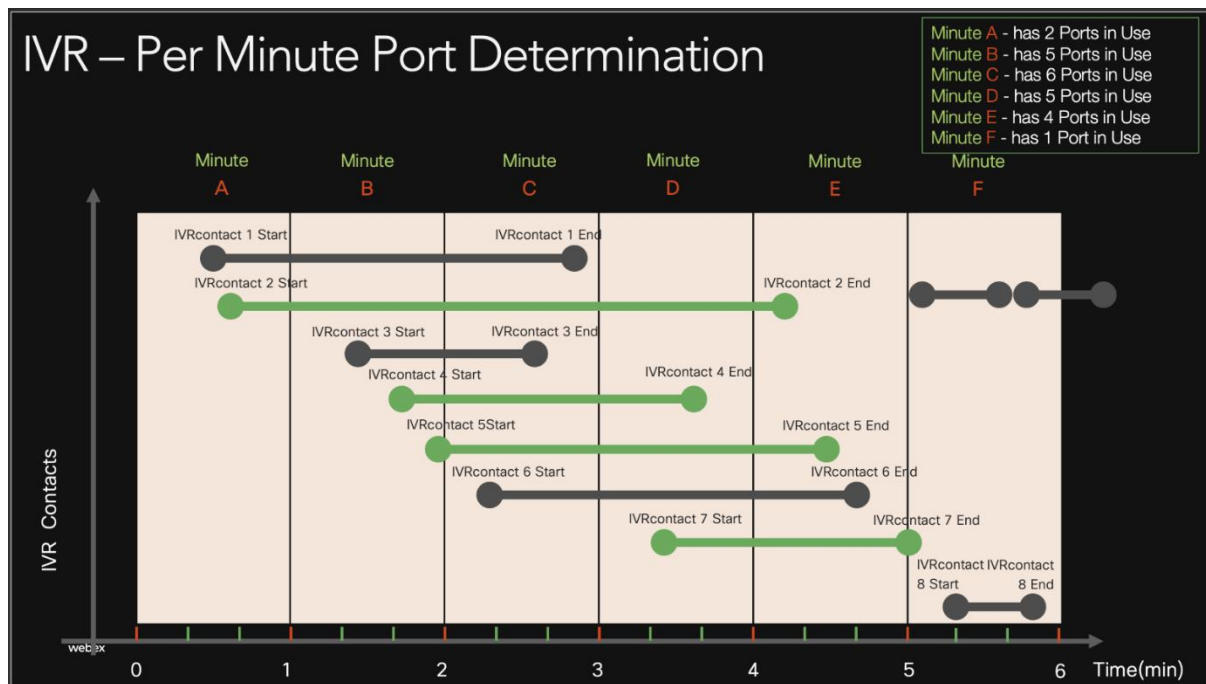 IVR – Per Minute Port Determination
Minute A - has 2 Ports in Use
Minute B - has 5 Ports in Use
Minute C - has 6 Ports in Use
Minute D - has 5 Ports in Use
Minute E - has 4 Ports in Use
Minute F - has 1 Port in Use
Minute Minute Minute Minute Minute Minute
A B C D E F
IVRcontact 1 Start IVRcontact 1 End
IVRcontact 2 Start IVRcontact 2 End
IVRcontact 3 Start IVRcontact 3 End
IVRcontact 4 Start IVRcontact 4 End
IVRcontact 5Start IVRcontact 5 End
IVRcontact 6 Start IVRcontact 6 End
IVRcontact 7 Start IVRcontact 7 End
IVRcontact IVRcontact
8 Start 8 End
IVR Contacts
webex
0 1 2 3 4 5 6 Time(min)